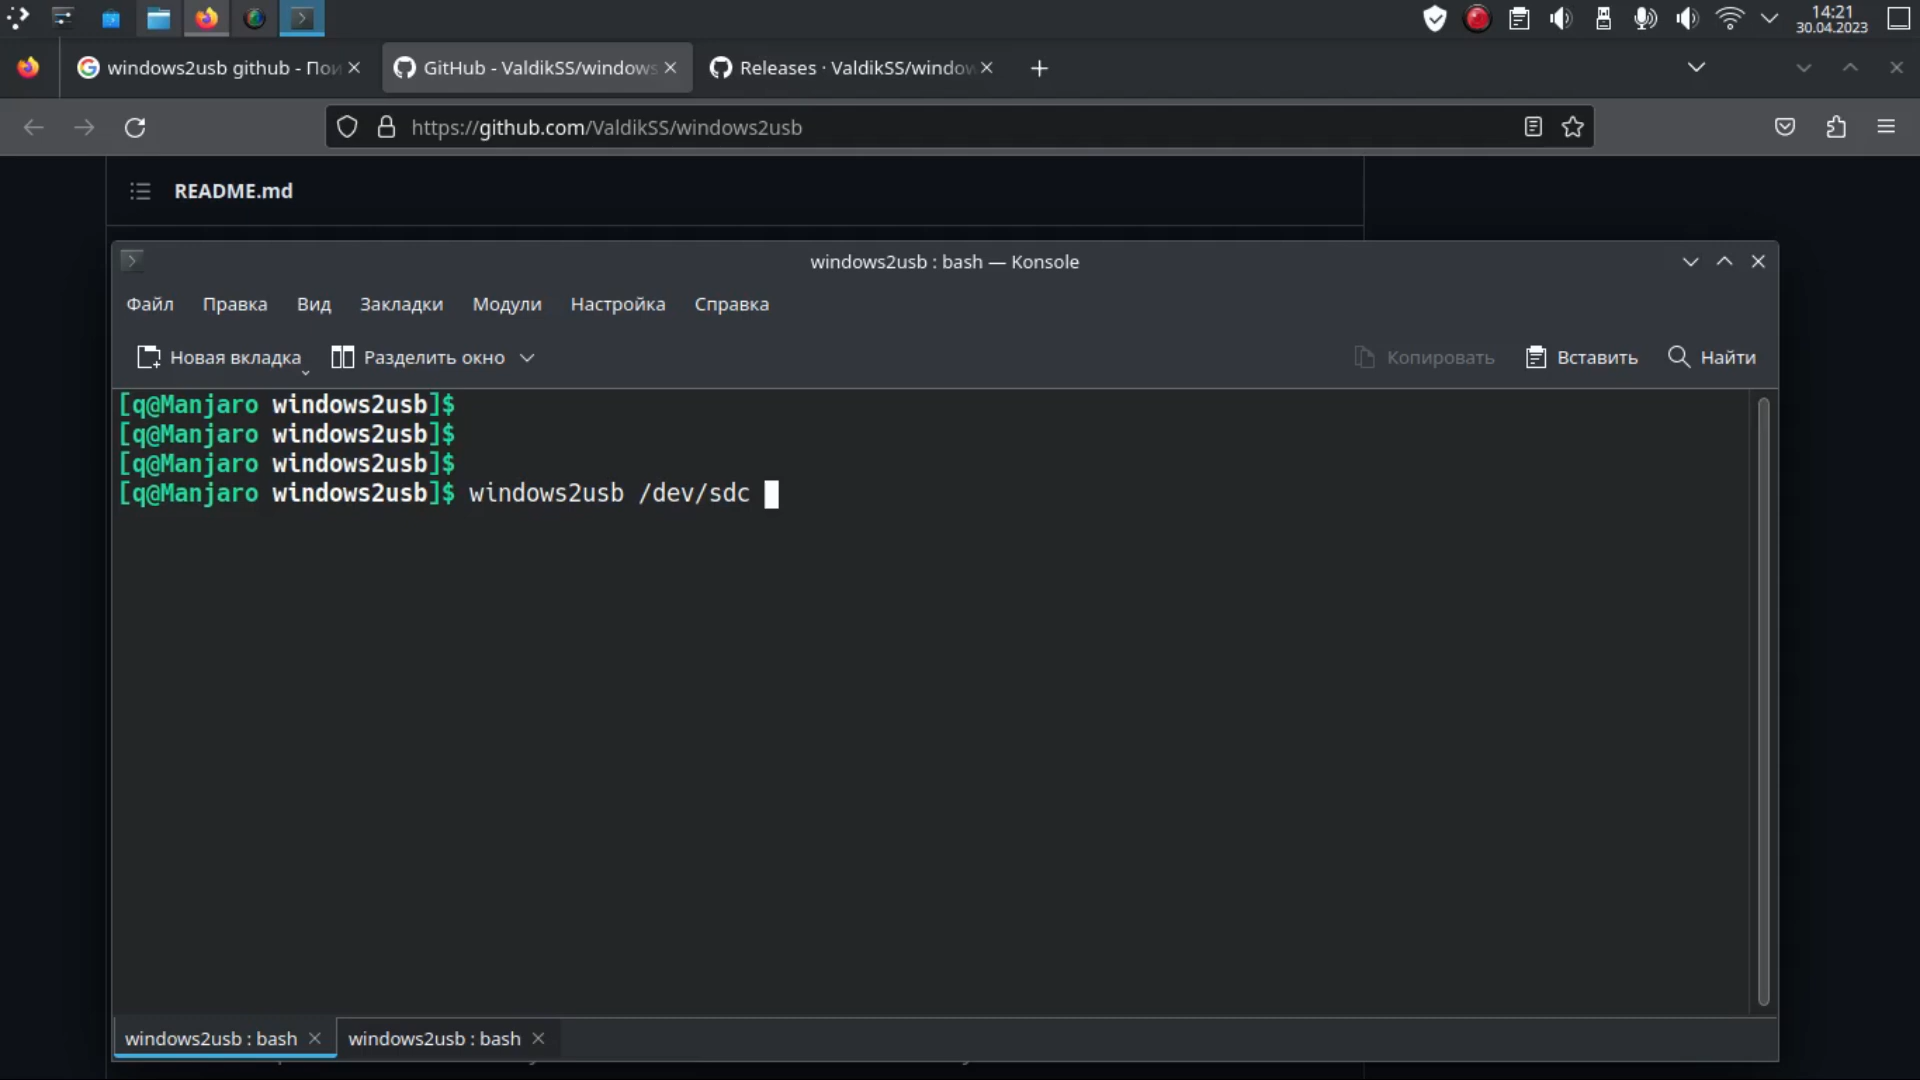 14:21
30.04.2023
windows2usb github - Пои
GitHub - ValdikSS/windows
Releases · ValdikSS/window
https://github.com/ValdikSS/windows2usb
README.md
windows2usb : bash — Konsole
Файл Правка Вид Закладки Модули Настройка Справка
Новая вкладка Разделить окно Копировать Вставить Найти
[q@Manjaro windows2usb]$
[q@Manjaro windows2usb]$
[q@Manjaro windows2usb]$
[q@Manjaro windows2usb]$ windows2usb /dev/sdc
windows2usb : bash windows2usb : bash